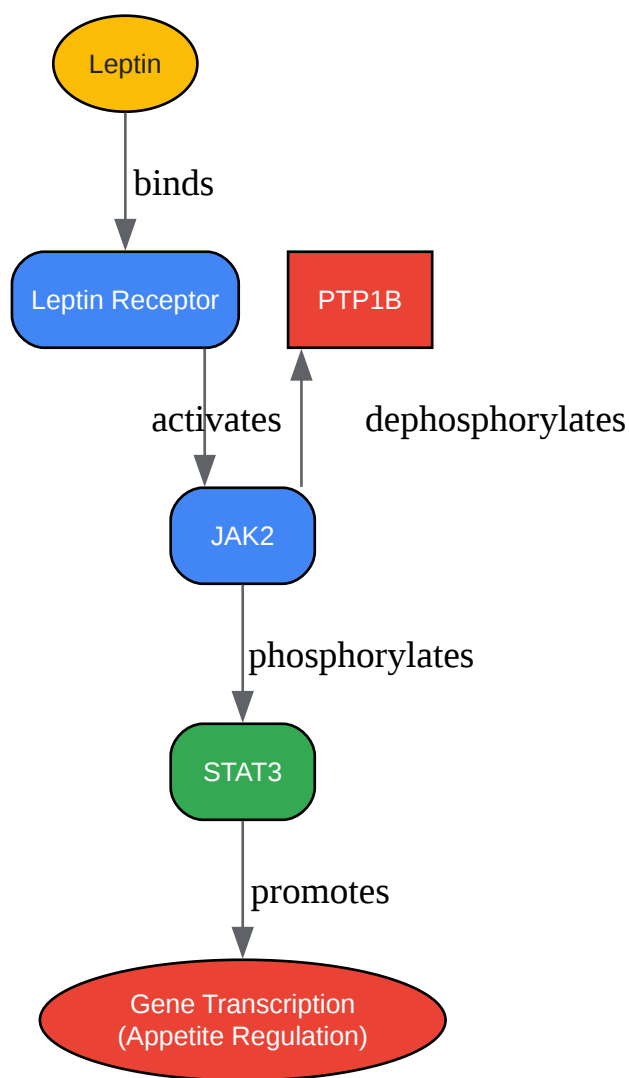 Leptin
binds
Leptin Receptor
PTP1B
activates
dephosphorylates
JAK2
phosphorylates
STAT3
promotes
Gene Transcription
(Appetite Regulation)